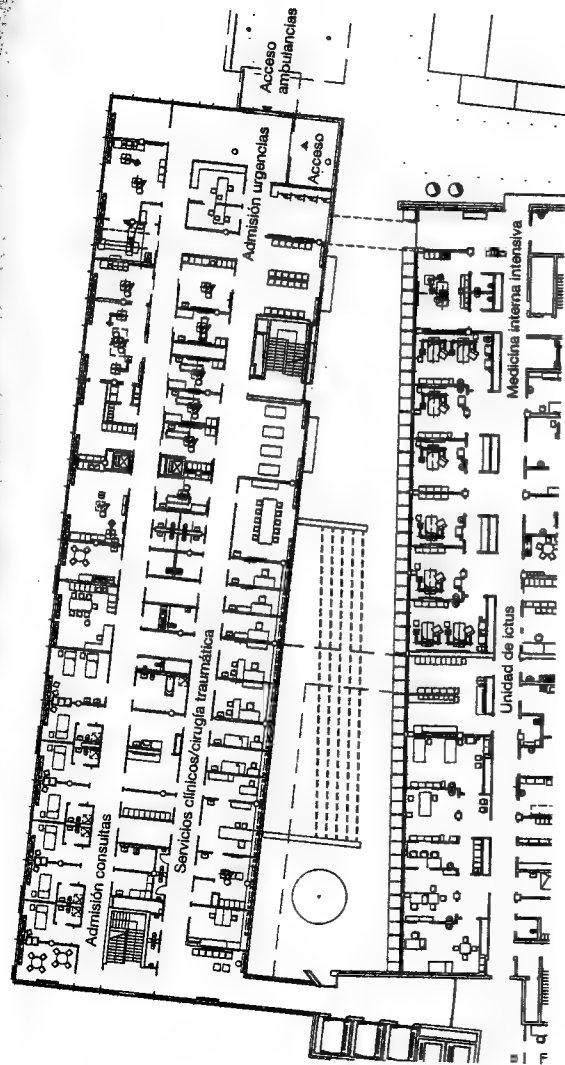 Acceso
ambulancias
Admisión urgencias
Acceso
Servicios clínicos/cirugía traumática
Admisión consultas
Medicina interna intensiva
Unidad de ictus